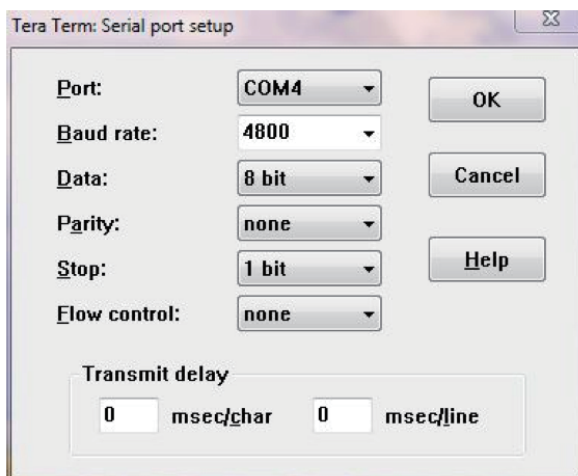 Tera Term: Serial port setup
Port: COM4 OK
Baud rate: 4800
Data: 8 bit Cancel
Parity: none
Stop: 1 bit Help
Flow control: none
Transmit delay
0 msec/char 0 msec/line